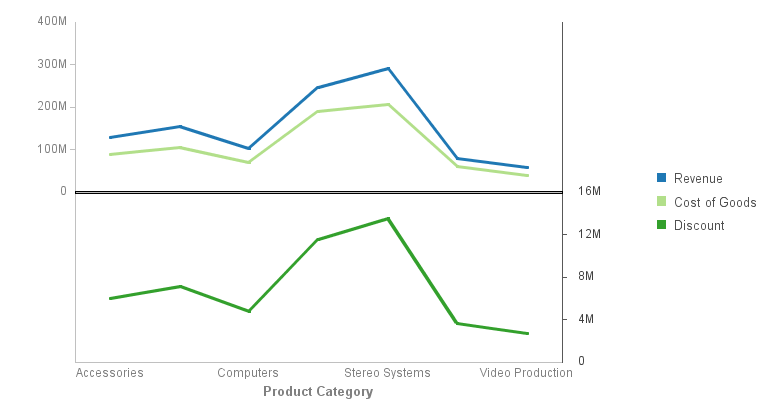 400M
300M
200M
100M
0
16M
12M
8M
4M
0
Accessories Computers Stereo Systems Video Production
Product Category
Revenue
Cost of Goods
Discount